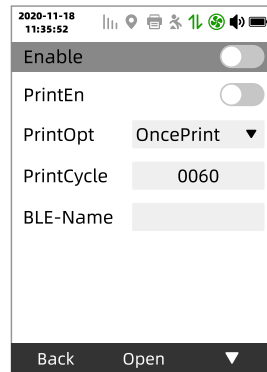 2020-11-18
11:35:52
Enable
PrintEn
PrintOpt OncePrint ▼
PrintCycle 0060
BLE-Name
Back Open ▼